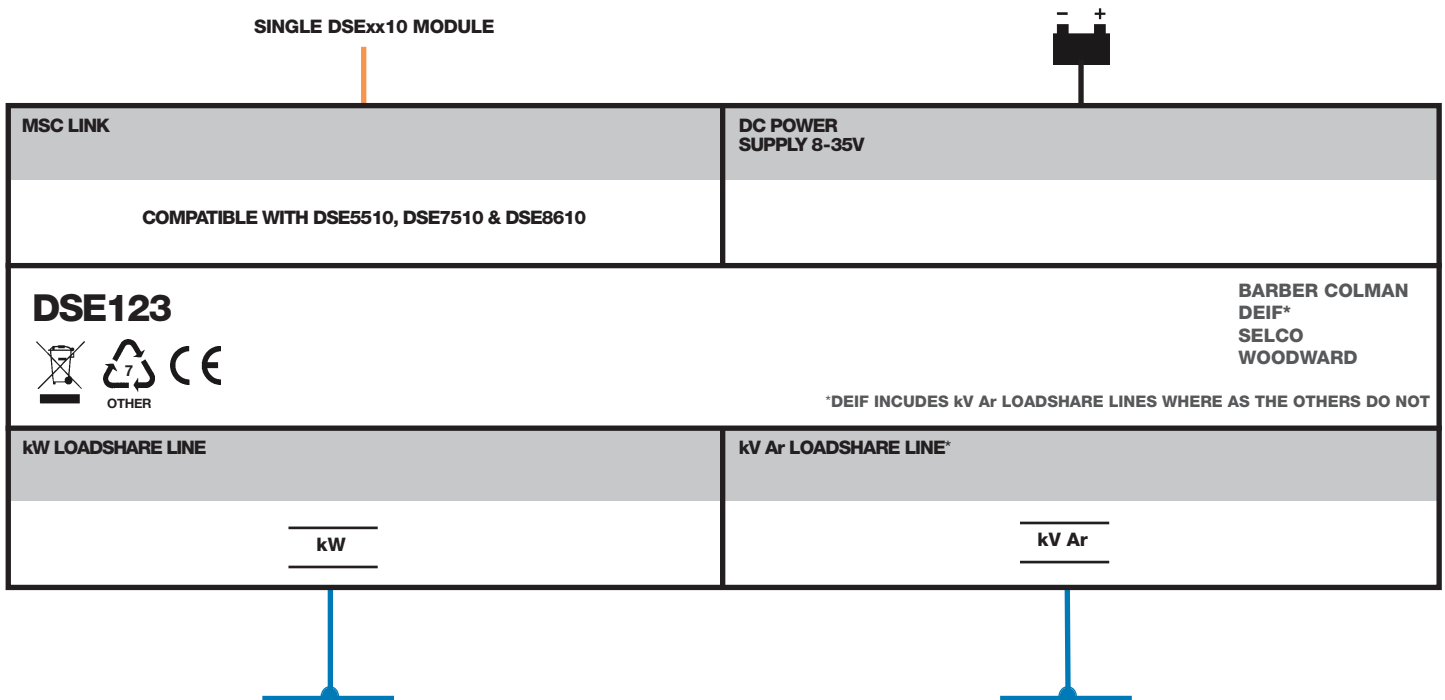 SINGLE DSExx10 MODULE
– +
MSC LINK
DC POWER
SUPPLY 8-35V
COMPATIBLE WITH DSE5510, DSE7510 & DSE8610
DSE123
BARBER COLMAN
DEIF*
SELCO
WOODWARD
7
CE
OTHER
*DEIF INCUDES kV Ar LOADSHARE LINES WHERE AS THE OTHERS DO NOT
kW LOADSHARE LINE
kV Ar LOADSHARE LINE*
kW
kV Ar